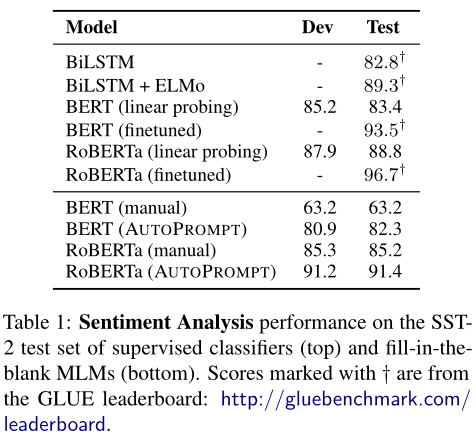 Model Dev Test
BiLSTM - 82.8†
BiLSTM + ELMo - 89.3†
BERT (linear probing) 85.2 83.4
BERT (finetuned) - 93.5†
RoBERTa (linear probing) 87.9 88.8
RoBERTa (finetuned) - 96.7†
BERT (manual) 63.2 63.2
BERT (AUTOPROMPT) 80.9 82.3
RoBERTa (manual) 85.3 85.2
RoBERTa (AUTOPROMPT) 91.2 91.4
Table 1: Sentiment Analysis performance on the SST-
2 test set of supervised classifiers (top) and fill-in-the-
blank MLMs (bottom). Scores marked with † are from
the GLUE leaderboard: http://gluebenchmark.com/
leaderboard.